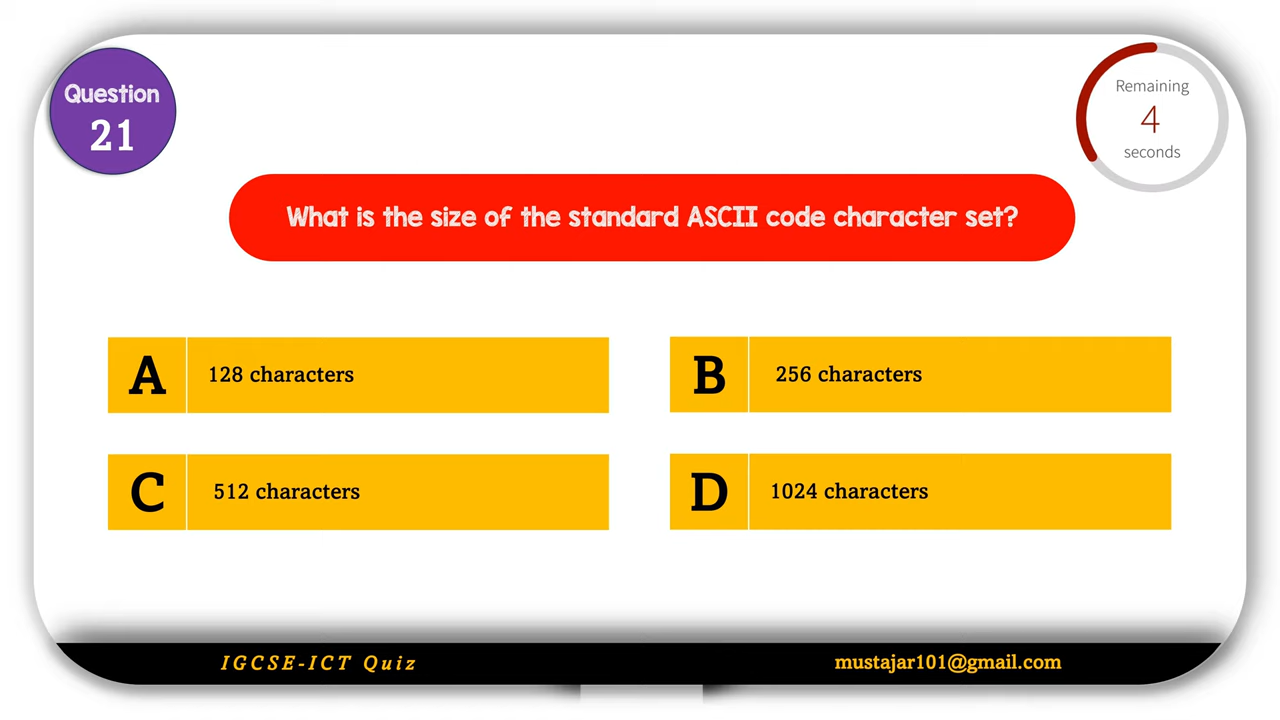 Question
21
Remaining
4
seconds
What is the size of the standard ASCII code character set?
A
128 characters
B
256 characters
C
512 characters
D
1024 characters
IGCSE-ICT Quiz
mustajar101@gmail.com